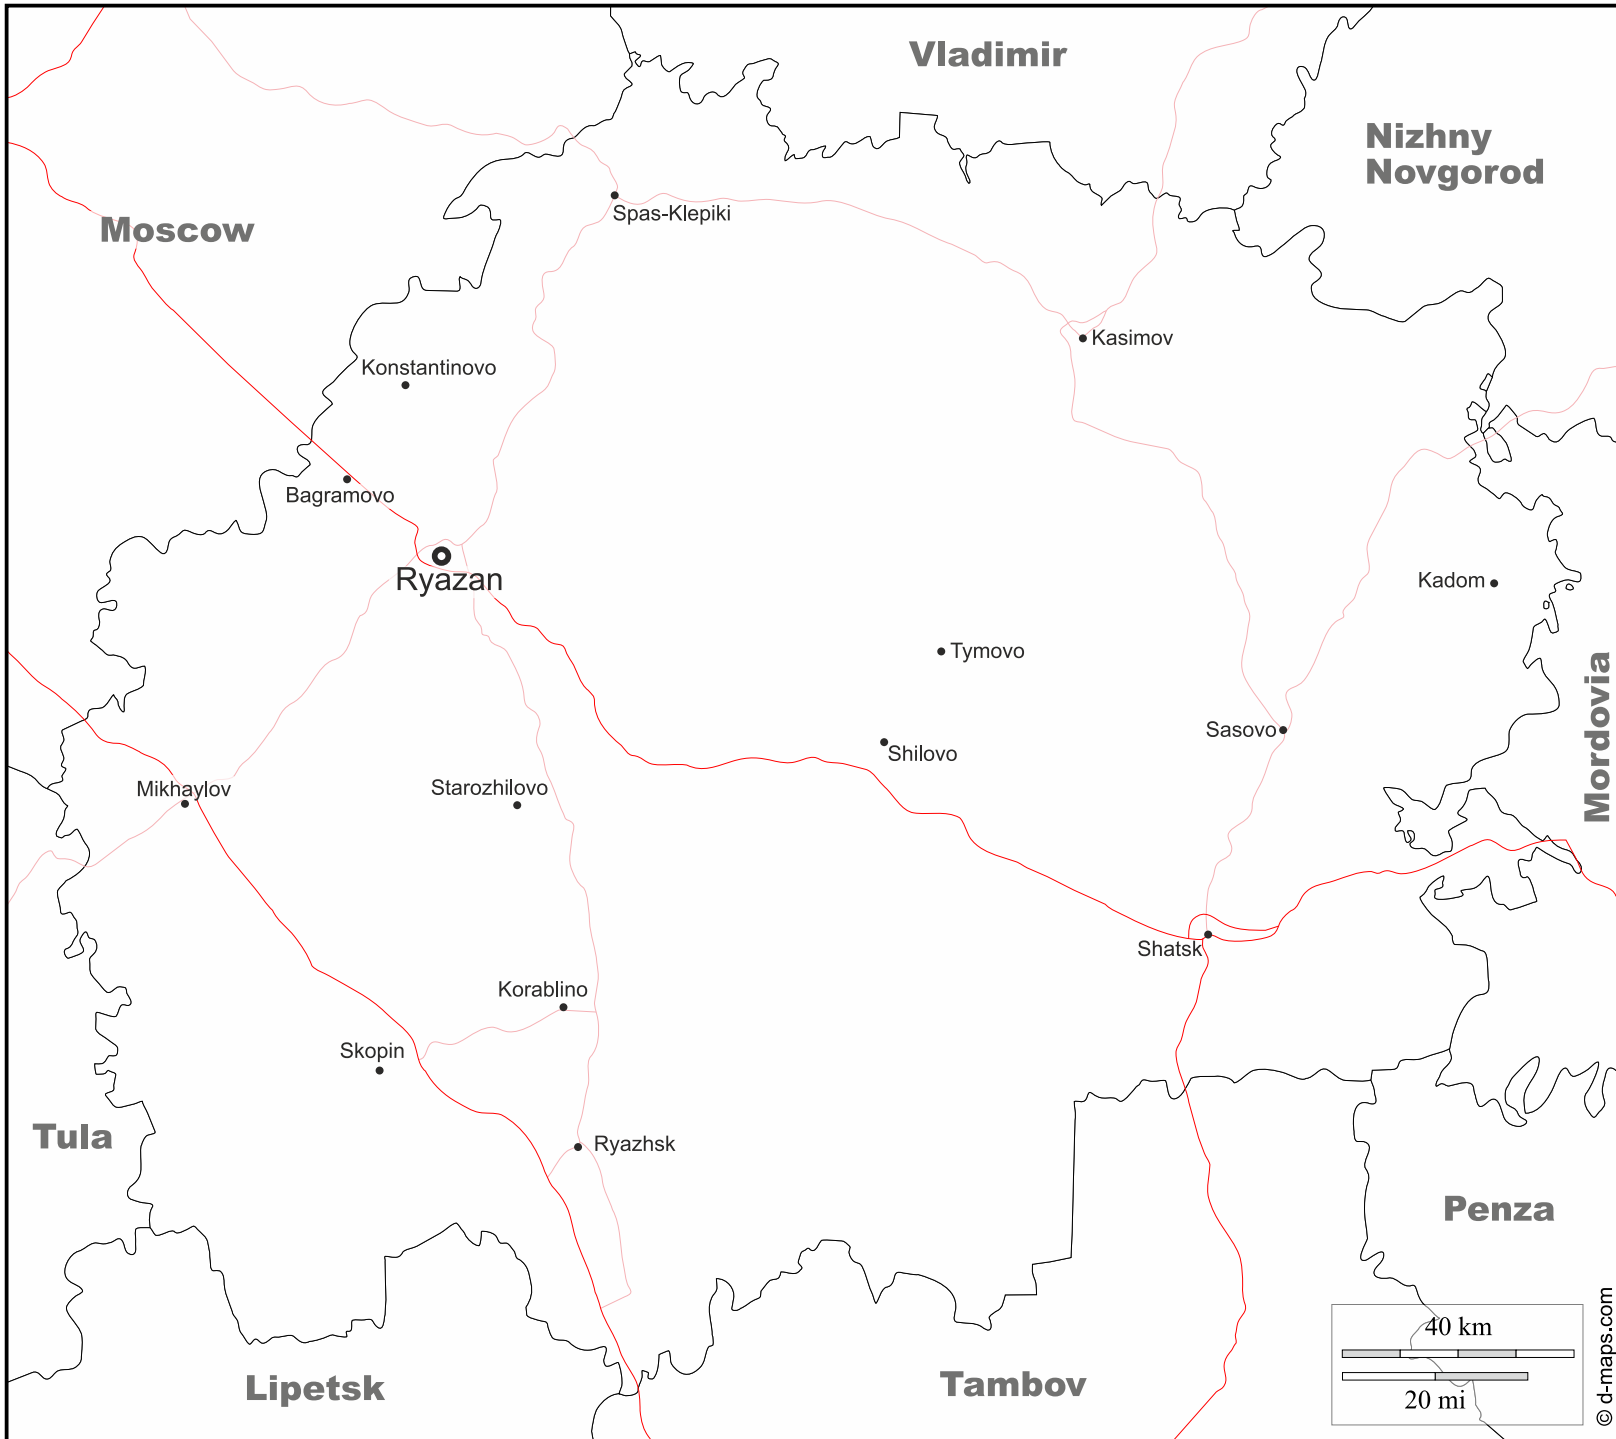 Vladimir
Nizhny
Novgorod
Moscow
Spas-Klepiki
Kasimov
Konstantinovo
Bagramovo
Ryazan
Kadom
Tymovo
Mordovia
Sasovo
Shilovo
Mikhaylov
Starozhilovo
Shatsk
Korablino
Skopin
Tula
Ryazhsk
Penza
40 km
20 mi
Lipetsk
Tambov
© d-maps.com